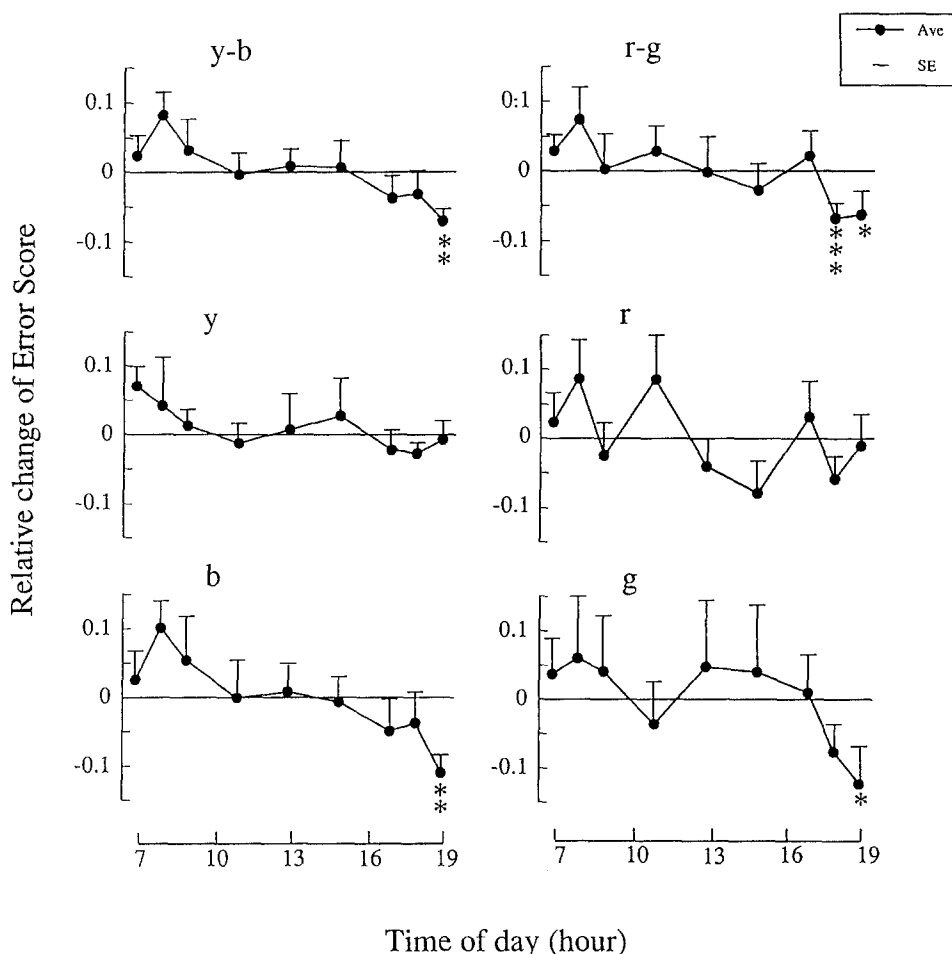 Ave
SE
y-b
0.1
0
-0.1
**
r-g
0:1
0
-0.1
***
*
y
0.1
0
-0.1
r
0.1
0
-0.1
b
0.1
0
-0.1
**
g
0.1
0
-0.1
*
Relative change of Error Score
7 10 13 16 19
7 10 13 16 19
Time of day (hour)